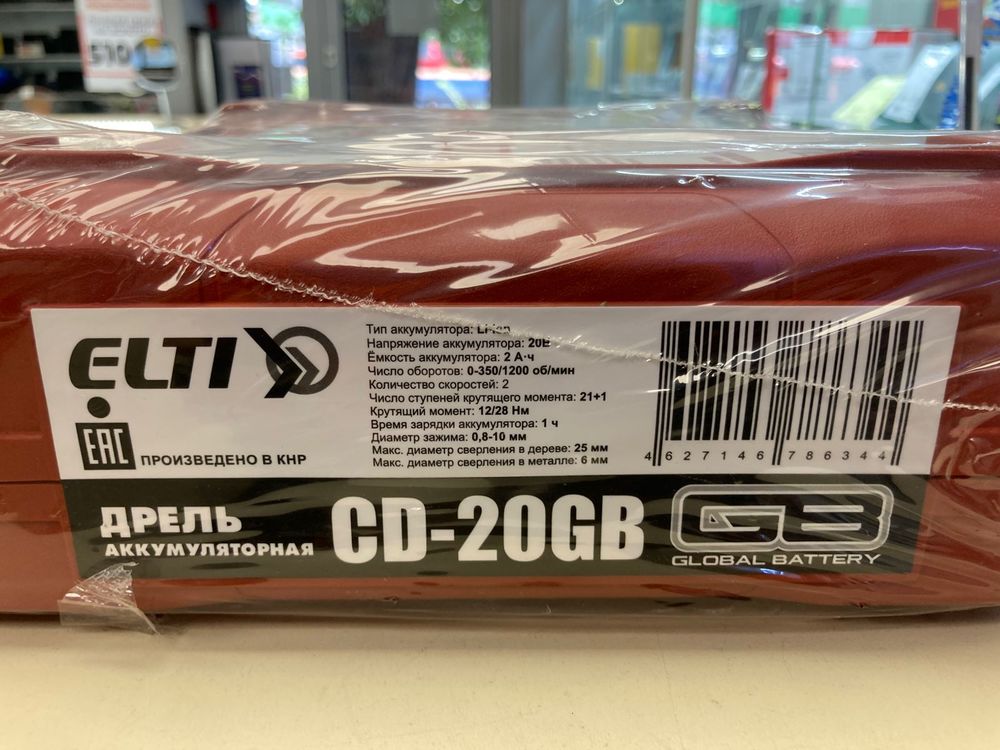 510
ELTI
EAC
ПРОИЗВЕДЕНО В КНР
Тип аккумулятора: Li-ion
Напряжение аккумулятора: 20В
Ёмкость аккумулятора: 2 А·ч
Число оборотов: 0-350/1200 об/мин
Количество скоростей: 2
Число ступеней крутящего момента: 21+1
Крутящий момент: 12/28 Нм
Время зарядки аккумулятора: 1 ч
Диаметр зажима: 0,8-10 мм
Макс. диаметр сверления в дереве: 25 мм
Макс. диаметр сверления в металле: 6 мм
4 627146 786344
ДРЕЛЬ
АККУМУЛЯТОРНАЯ
CD-20GB
GB
GLOBAL BATTERY